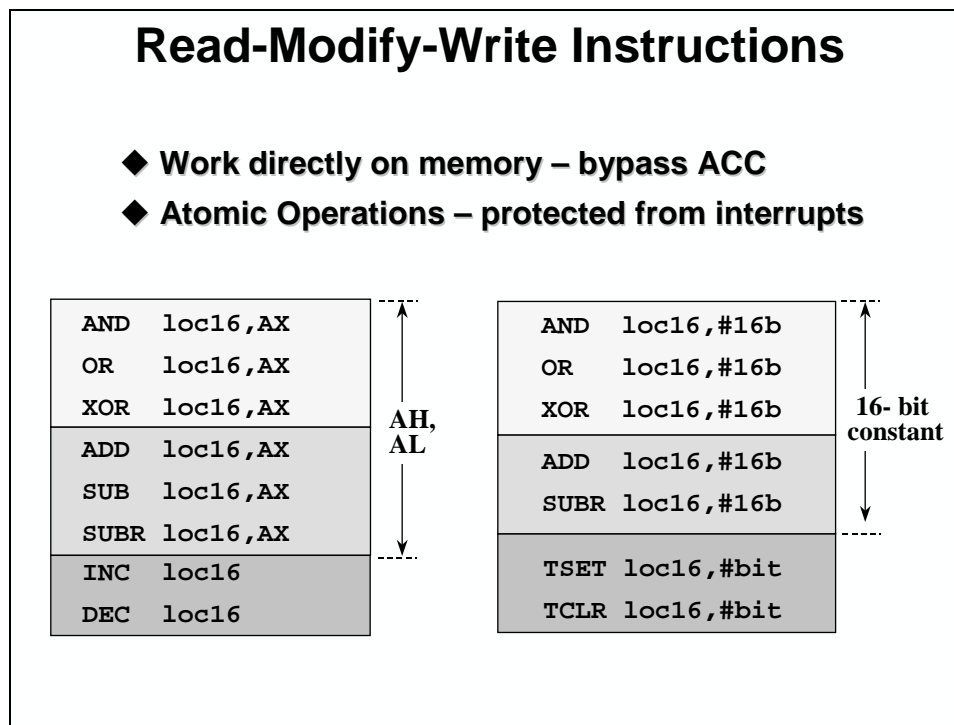 Read-Modify-Write Instructions
◆ Work directly on memory – bypass ACC
◆ Atomic Operations – protected from interrupts
AND loc16,AX
OR loc16,AX
XOR loc16,AX
ADD loc16,AX
SUB loc16,AX
SUBR loc16,AX
INC loc16
DEC loc16
AH,
AL
AND loc16,#16b
OR loc16,#16b
XOR loc16,#16b
ADD loc16,#16b
SUBR loc16,#16b
TSET loc16,#bit
TCLR loc16,#bit
16- bit
constant